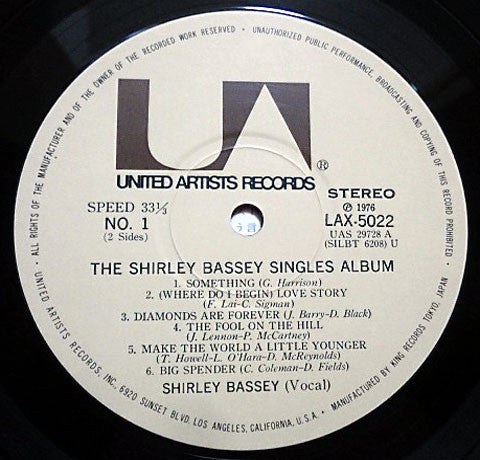 ALL RIGHTS OF THE MANUFACTURER AND OF THE OWNER OF THE RECORDED WORK RESERVED • UNAUTHORIZED PUBLIC PERFORMANCE, BROADCASTING AND COPYING OF THIS RECORD PROHIBITED •
UA
®
UNITED ARTISTS RECORDS
SPEED 33⅓
NO. 1
(2 Sides)
STEREO
Ⓟ 1976
LAX-5022
UAS 29728 A
(SILBT 6208) U
THE SHIRLEY BASSEY SINGLES ALBUM
1. SOMETHING (G. Harrison)
2. (WHERE DO I BEGIN) LOVE STORY
(F. Lai-C. Sigman)
3. DIAMONDS ARE FOREVER (J. Barry-D. Black)
4. THE FOOL ON THE HILL
(J. Lennon-P. McCartney)
5. MAKE THE WORLD A LITTLE YOUNGER
(T. Howell-L. O'Hara-D. McReynolds)
6. BIG SPENDER (C. Coleman-D. Fields)
SHIRLEY BASSEY (Vocal)
UNITED ARTISTS RECORDS, INC., 6920 SUNSET BLVD, LOS ANGELES, CALIFORNIA, U.S.A. • MANUFACTURED BY KING RECORDS TOKYO, JAPAN